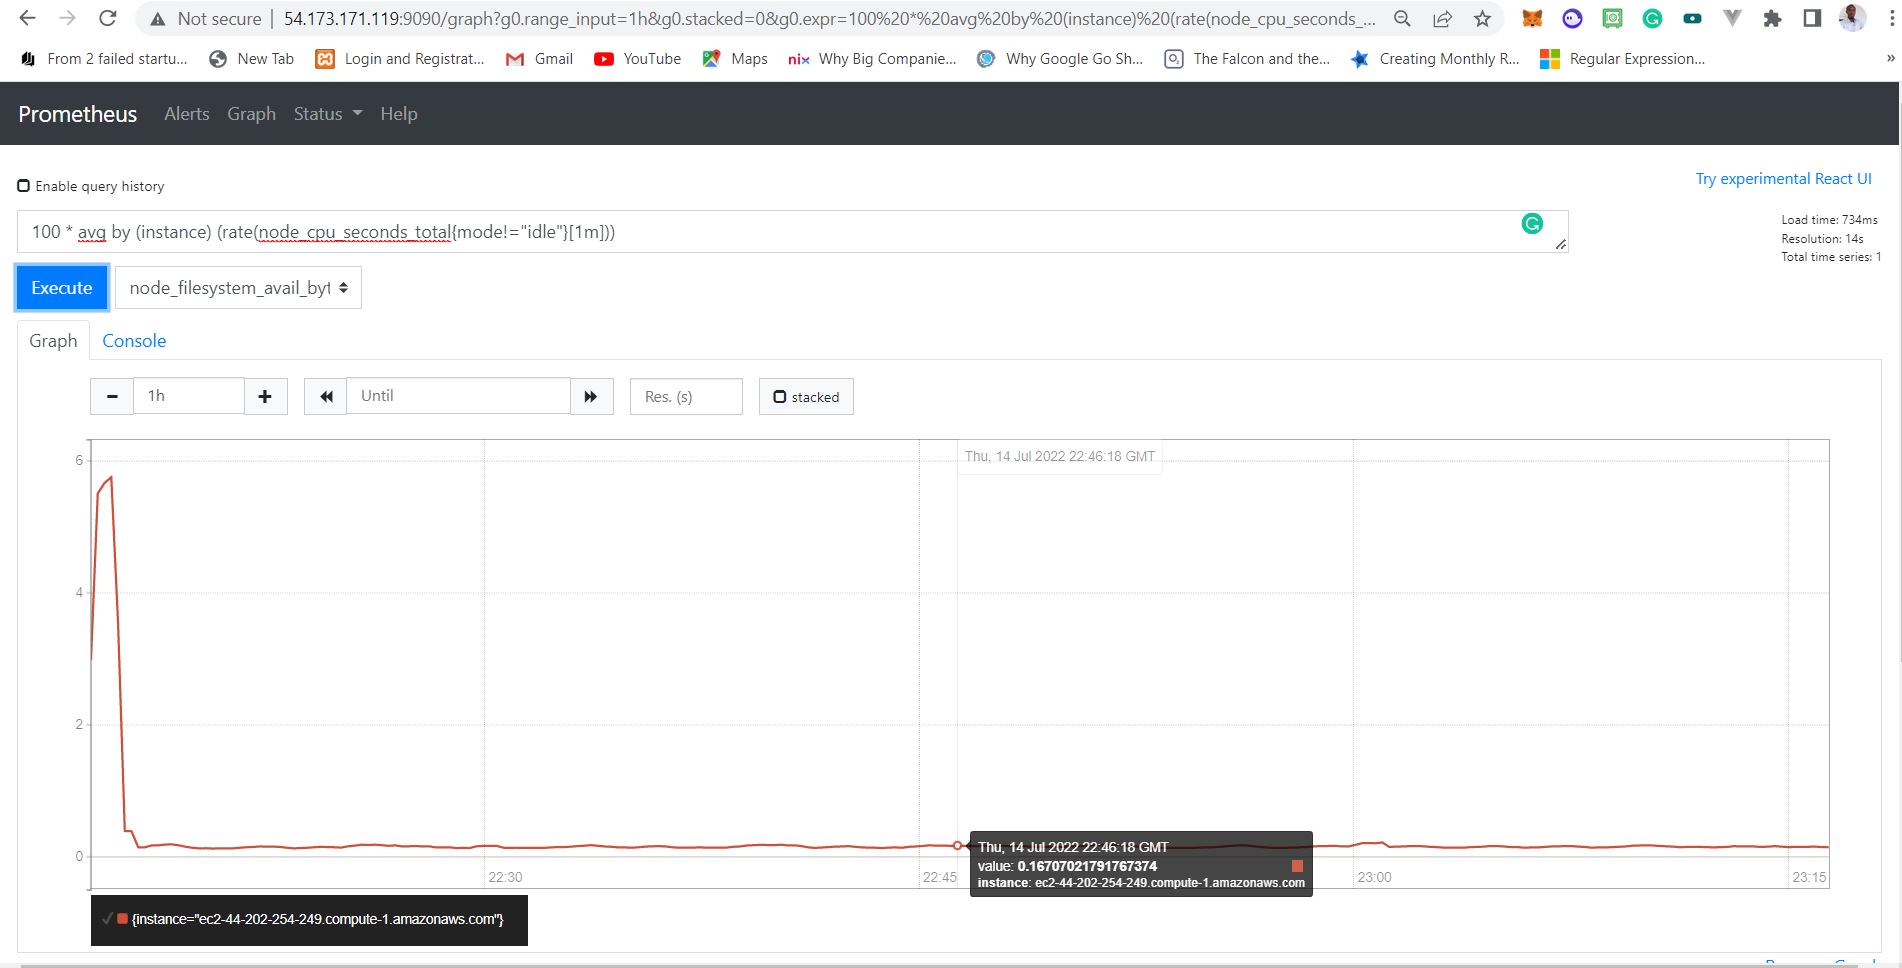 Not secure | 54.173.171.119:9090/graph?g0.range_input=1h&g0.stacked=0&g0.expr=100%20*%20avg%20by%20(instance)%20(rate(node_cpu_seconds_...
From 2 failed startu... New Tab Login and Registrat... Gmail YouTube Maps nix Why Big Companie... Why Google Go Sh... The Falcon and the... Creating Monthly R... Regular Expression... »
Prometheus Alerts Graph Status Help
Enable query history
Try experimental React UI
100 * avg by (instance) (rate(node_cpu_seconds_total{mode!="idle"}[1m]))
Load time: 734ms
Resolution: 14s
Total time series: 1
Execute node_filesystem_avail_byt
Graph Console
- 1h + Until Res. (s) stacked
Thu, 14 Jul 2022 22:46:18 GMT
6
4
2
0
Thu, 14 Jul 2022 22:46:18 GMT
value: 0.16707021791767374
instance: ec2-44-202-254-249.compute-1.amazonaws.com
22:30 22:45 23:00 23:15
{instance="ec2-44-202-254-249.compute-1.amazonaws.com"}